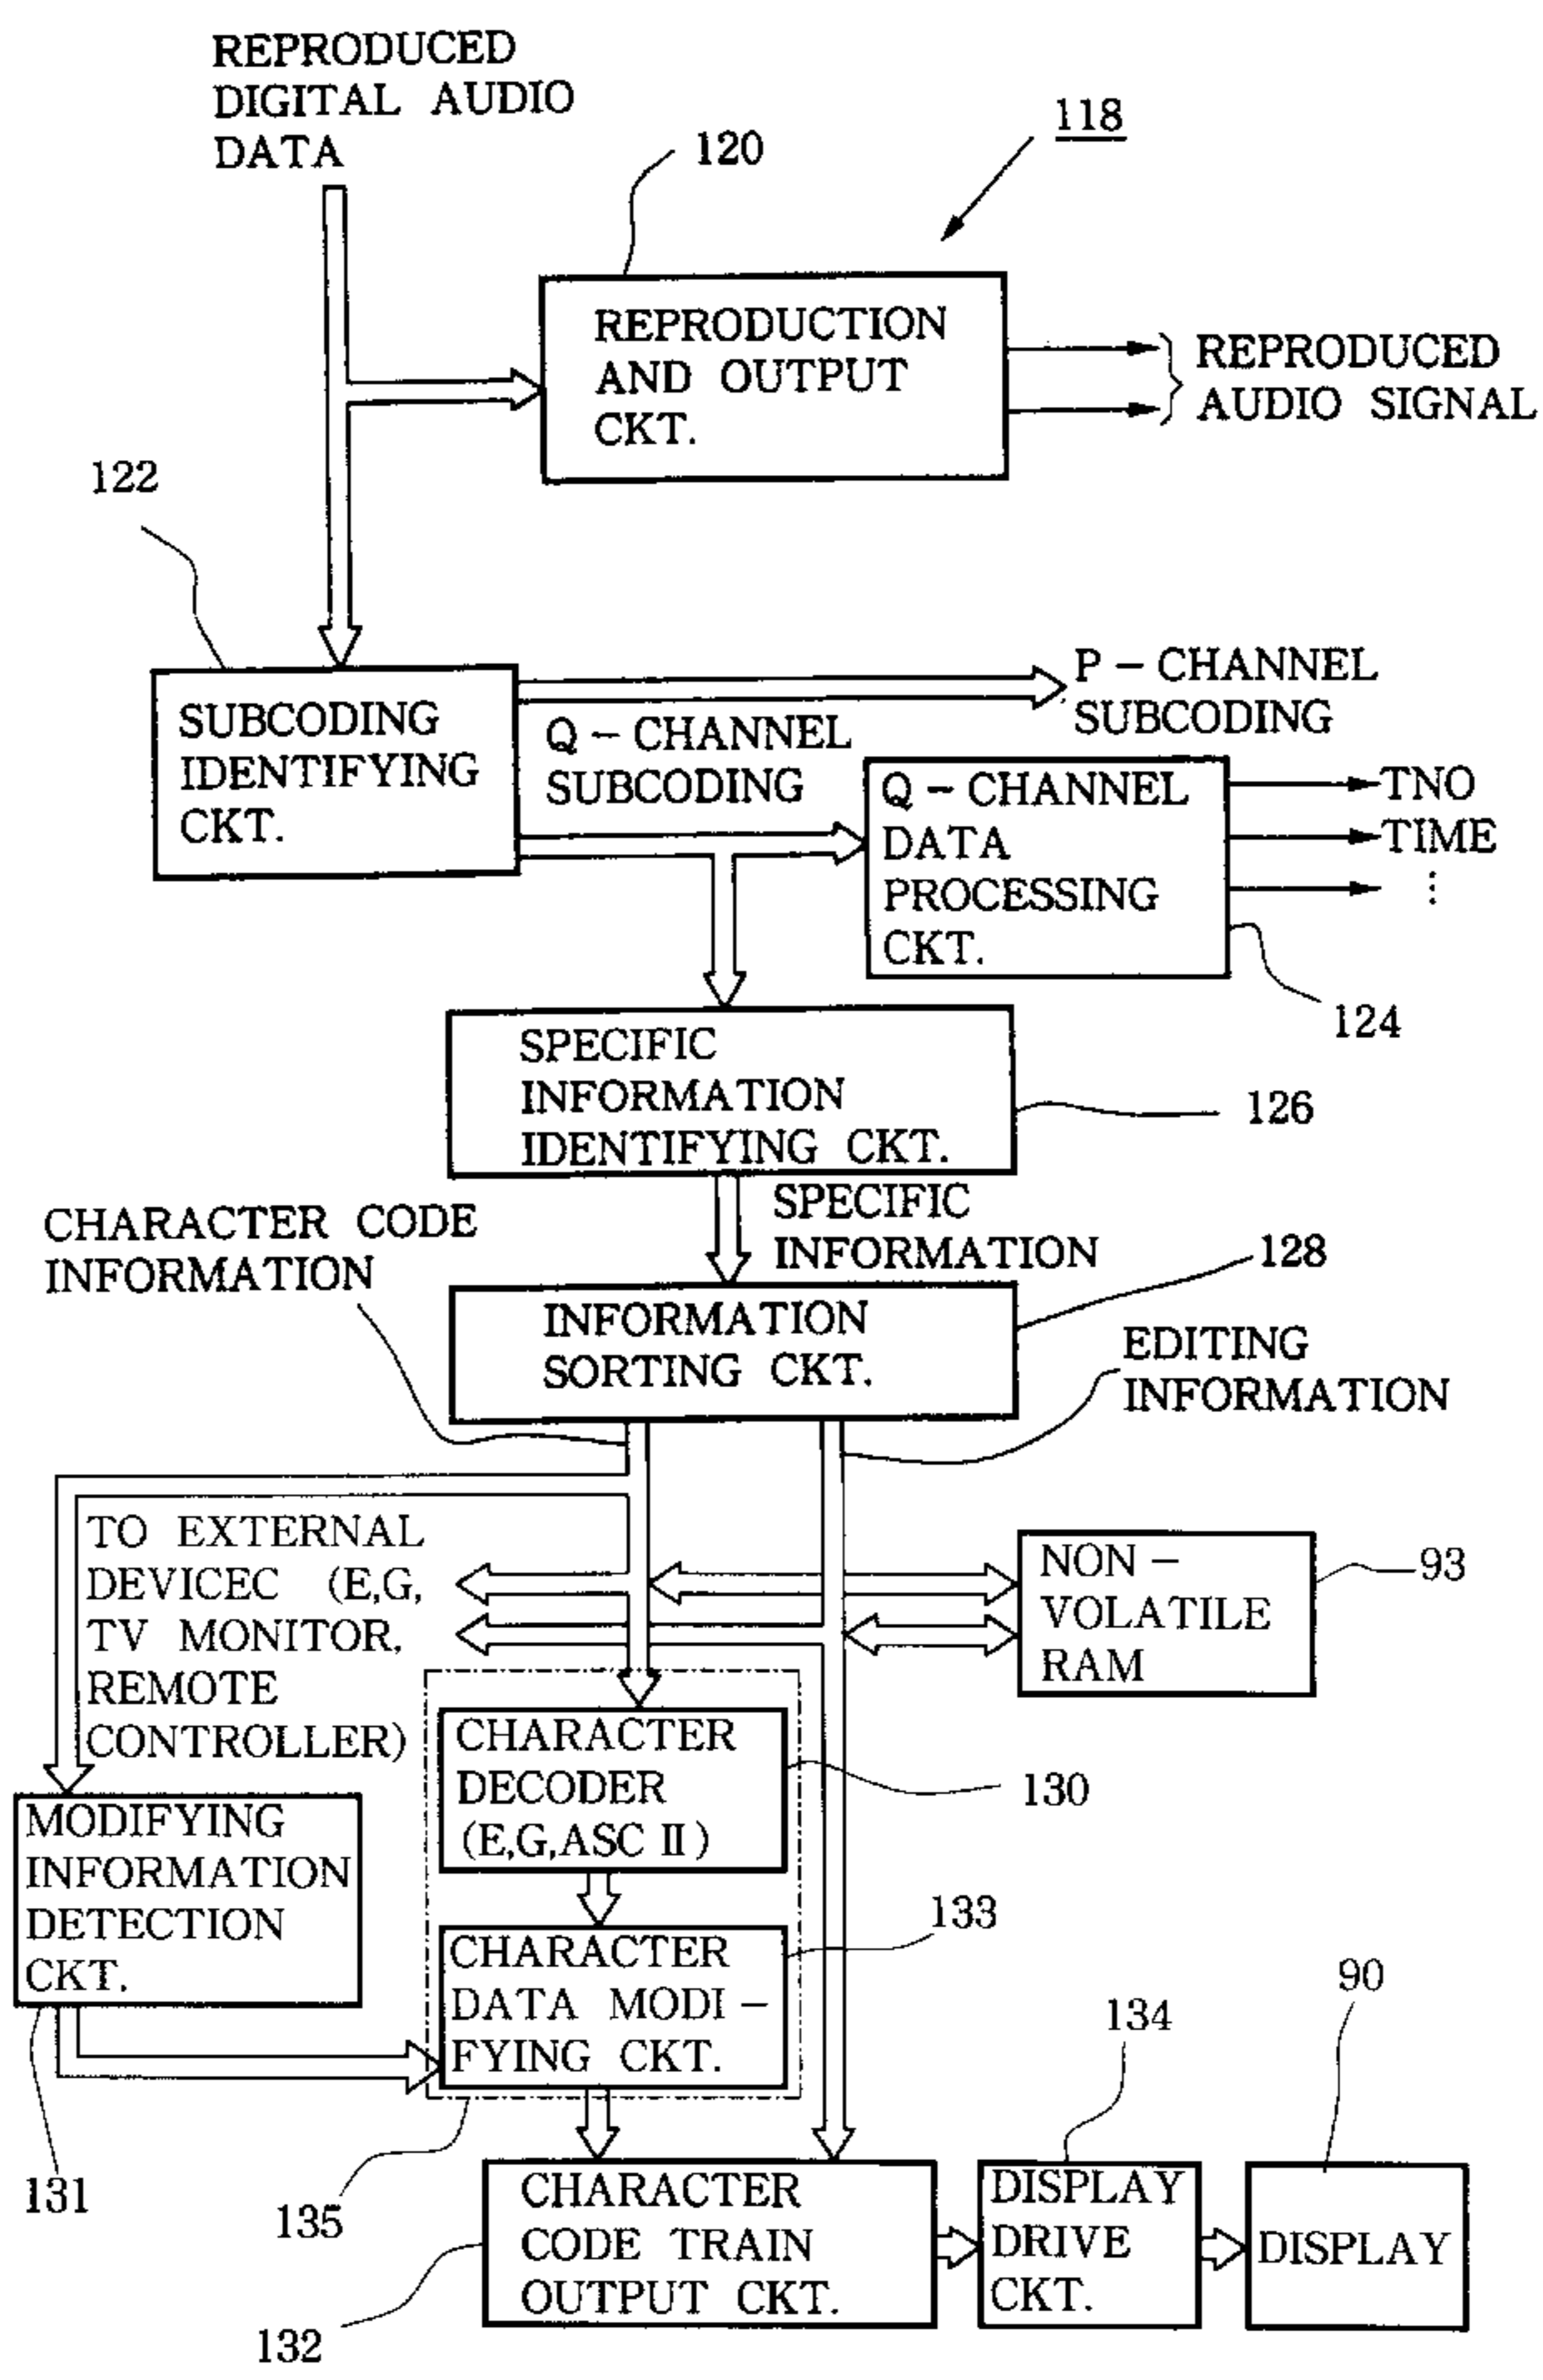 REPRODUCED
DIGITAL AUDIO
DATA
120
118
REPRODUCTION
AND OUTPUT
CKT.
REPRODUCED
AUDIO SIGNAL
122
SUBCODING
IDENTIFYING
CKT.
P-CHANNEL
SUBCODING
Q-CHANNEL
SUBCODING
Q-CHANNEL
DATA
PROCESSING
CKT.
TNO
TIME
⋮
124
SPECIFIC
INFORMATION
IDENTIFYING CKT.
126
CHARACTER CODE
INFORMATION
SPECIFIC
INFORMATION
128
INFORMATION
SORTING CKT.
EDITING
INFORMATION
TO EXTERNAL
DEVICEC (E,G,
TV MONITOR,
REMOTE
CONTROLLER)
NON-
VOLATILE
RAM
93
CHARACTER
DECODER
(E,G,ASC II)
130
MODIFYING
INFORMATION
DETECTION
CKT.
133
CHARACTER
DATA MODI-
FYING CKT.
134
90
131
135
CHARACTER
CODE TRAIN
OUTPUT CKT.
DISPLAY
DRIVE
CKT.
DISPLAY
132